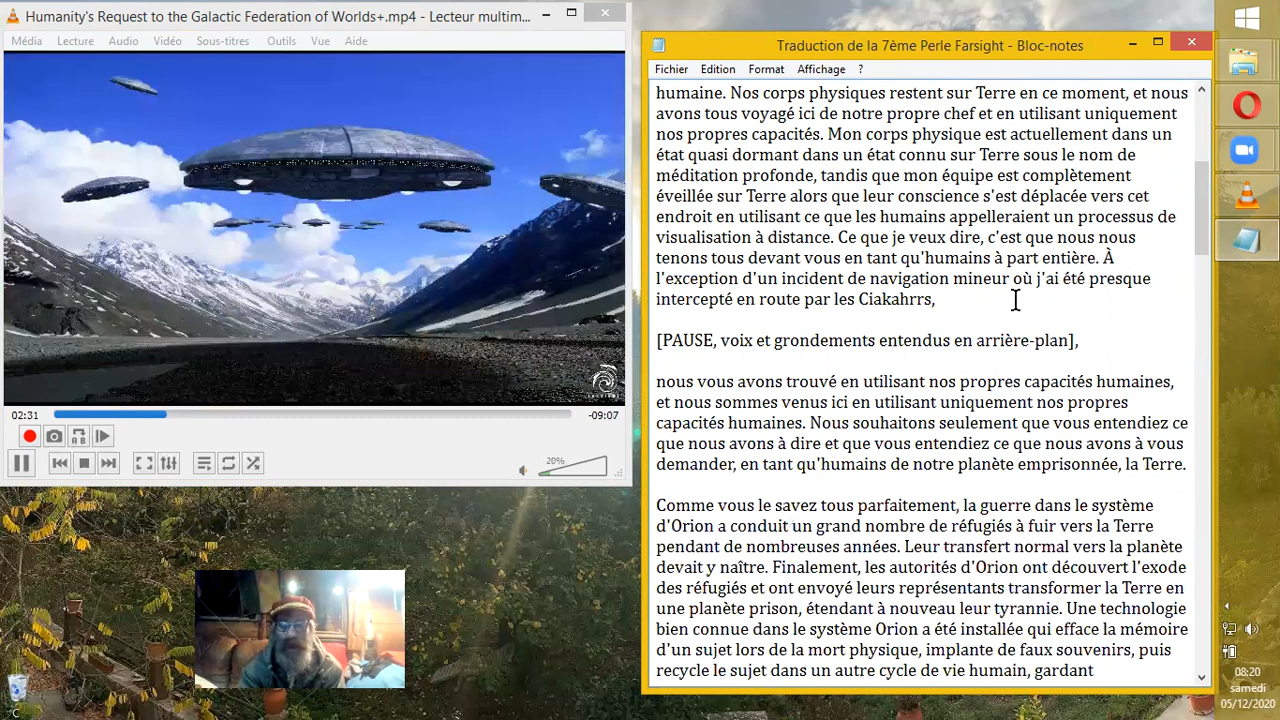 Humanity's Request to the Galactic Federation of Worlds+.mp4 - Lecteur multim...
Média Lecture Audio Vidéo Sous-titres Outils Vue Aide
02:31
-09:07
20%
Traduction de la 7ème Perle Farsight - Bloc-notes
Fichier Edition Format Affichage ?
humaine. Nos corps physiques restent sur Terre en ce moment, et nous
avons tous voyagé ici de notre propre chef et en utilisant uniquement
nos propres capacités. Mon corps physique est actuellement dans un
état quasi dormant dans un état connu sur Terre sous le nom de
méditation profonde, tandis que mon équipe est complètement
éveillée sur Terre alors que leur conscience s'est déplacée vers cet
endroit en utilisant ce que les humains appelleraient un processus de
visualisation à distance. Ce que je veux dire, c'est que nous nous
tenons tous devant vous en tant qu'humains à part entière. À
l'exception d'un incident de navigation mineur où j'ai été presque
intercepté en route par les Ciakahrrs,
[PAUSE, voix et grondements entendus en arrière-plan],
nous vous avons trouvé en utilisant nos propres capacités humaines,
et nous sommes venus ici en utilisant uniquement nos propres
capacités humaines. Nous souhaitons seulement que vous entendiez ce
que nous avons à dire et que vous entendiez ce que nous avons à vous
demander, en tant qu'humains de notre planète emprisonnée, la Terre.
Comme vous le savez tous parfaitement, la guerre dans le système
d'Orion a conduit un grand nombre de réfugiés à fuir vers la Terre
pendant de nombreuses années. Leur transfert normal vers la planète
devait y naître. Finalement, les autorités d'Orion ont découvert l'exode
des réfugiés et ont envoyé leurs représentants transformer la Terre en
une planète prison, étendant à nouveau leur tyrannie. Une technologie
bien connue dans le système Orion a été installée qui efface la mémoire
d'un sujet lors de la mort physique, implante de faux souvenirs, puis
recycle le sujet dans un autre cycle de vie humain, gardant
08:20
samedi
05/12/2020